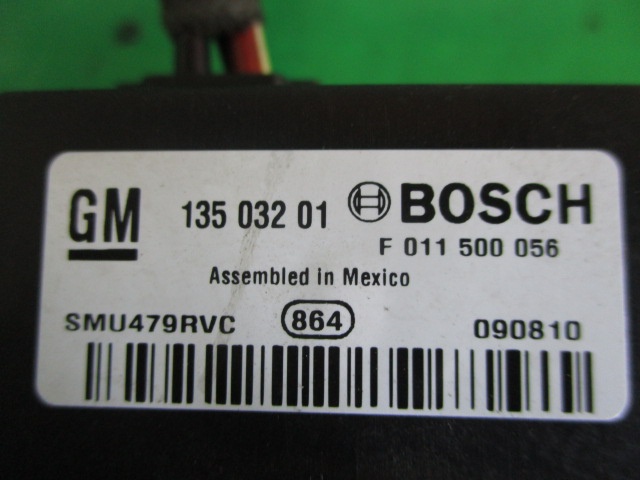 GM 135 032 01 BOSCH
F 011 500 056
Assembled in Mexico
SMU479RVC 864 090810